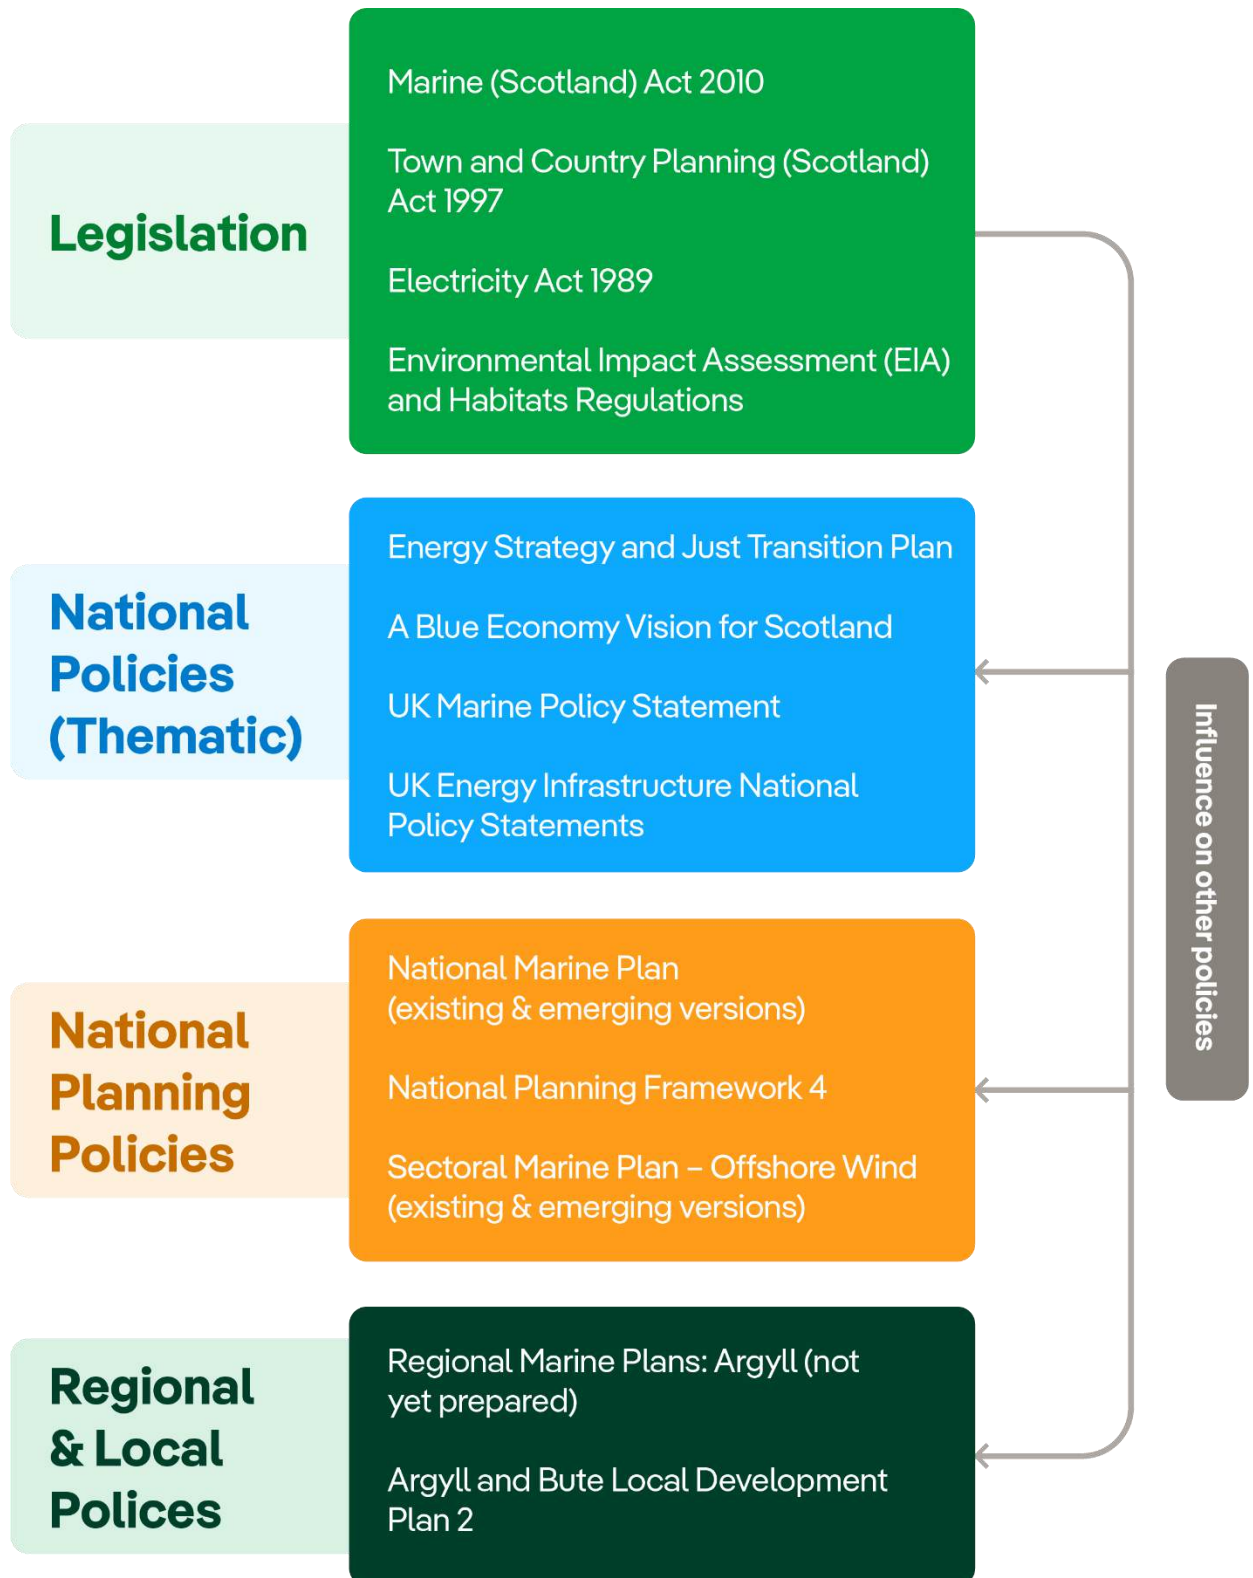 Legislation
Marine (Scotland) Act 2010
Town and Country Planning (Scotland)
Act 1997
Electricity Act 1989
Environmental Impact Assessment (EIA)
and Habitats Regulations
National
Policies
(Thematic)
Energy Strategy and Just Transition Plan
A Blue Economy Vision for Scotland
UK Marine Policy Statement
UK Energy Infrastructure National
Policy Statements
National
Planning
Policies
National Marine Plan
(existing & emerging versions)
National Planning Framework 4
Sectoral Marine Plan – Offshore Wind
(existing & emerging versions)
Regional
& Local
Polices
Regional Marine Plans: Argyll (not
yet prepared)
Argyll and Bute Local Development
Plan 2
Influence on other policies